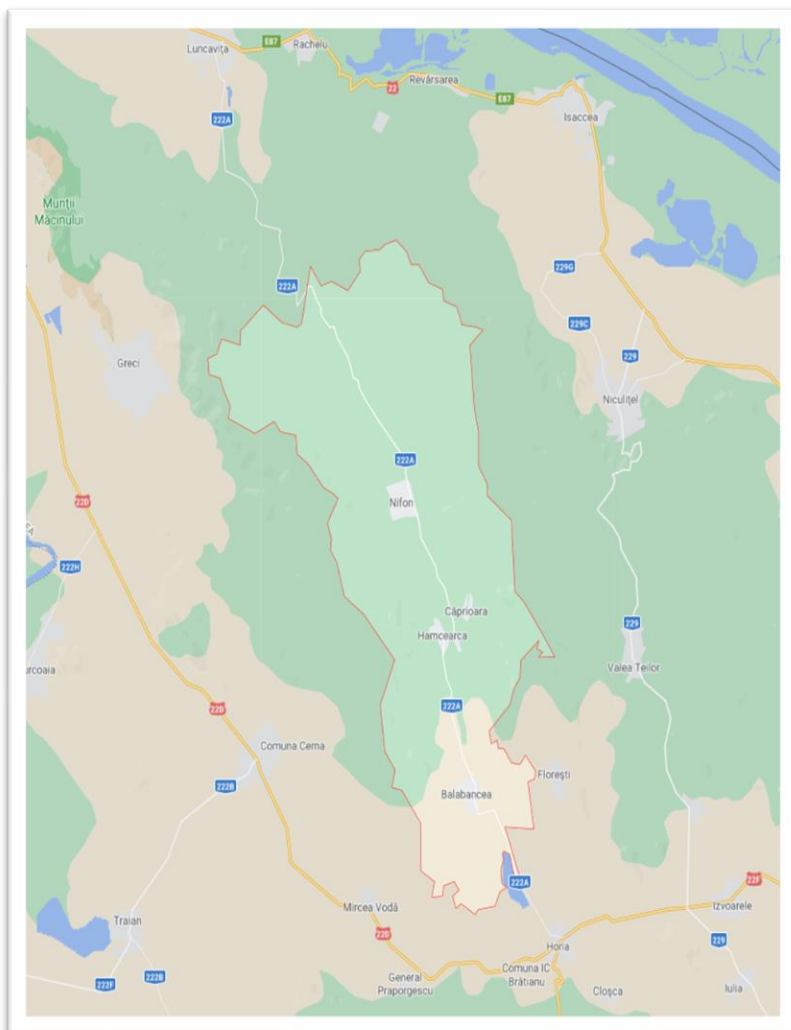 E87
Luncavița
Rachelu
Revărsarea
22
E87
Isaccea
222A
Munții
Măcinului
229G
222A
229C
229
Greci
Niculițel
222A
22D
Nifon
222H
Căprioara
229
Hamcearca
Valea Teilor
urcoaia
222A
22D
Comuna Cerna
Florești
222B
Balabancea
222A
22F
Mircea Vodă
Izvoarele
Traian
22D
229
Horia
222B
General
Praporgescu
Comuna IC
Brătianu
222F
Cloșca
Iulia